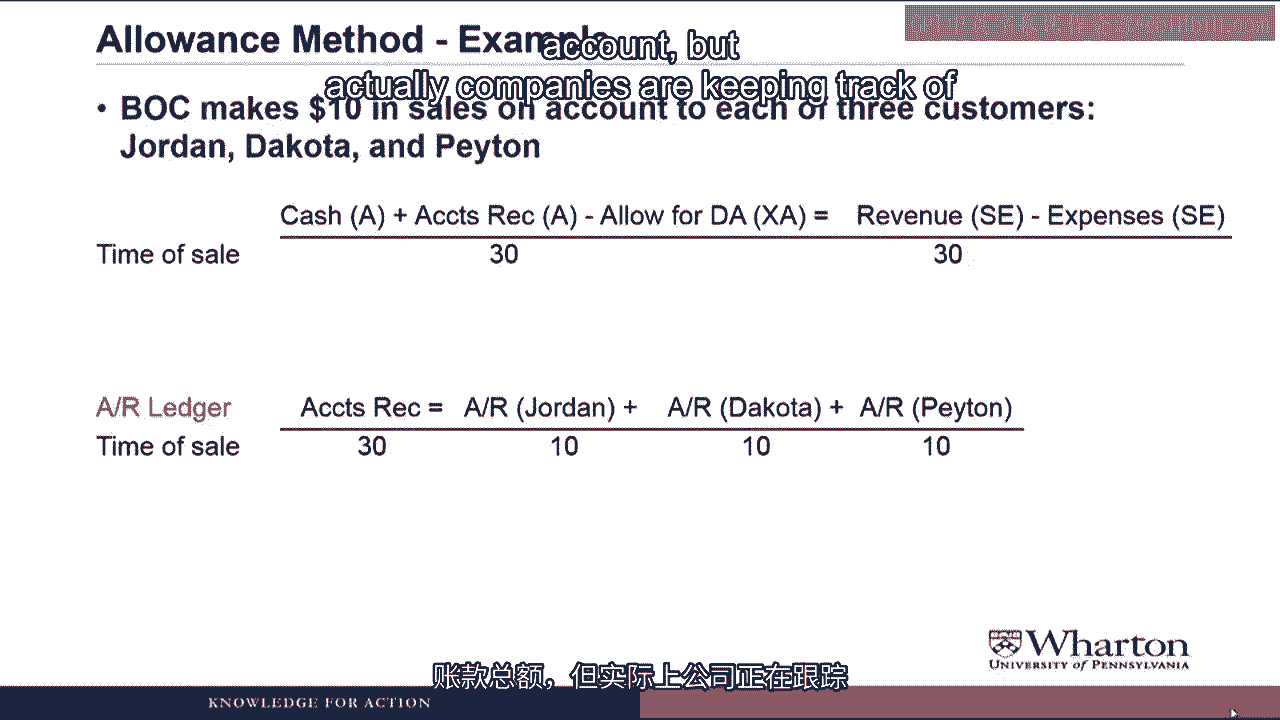 Allowance Method - Example
account, but
actually companies are keeping track of
• BOC makes $10 in sales on account to each of three customers:
Jordan, Dakota, and Peyton
Cash (A) + Accts Rec (A) - Allow for DA (XA) = Revenue (SE) - Expenses (SE)
Time of sale 30 30
A/R Ledger Accts Rec = A/R (Jordan) + A/R (Dakota) + A/R (Peyton)
Time of sale 30 10 10 10
Wharton
UNIVERSITY of PENNSYLVANIA
账款总额，但实际上公司正在跟踪
KNOWLEDGE FOR ACTION